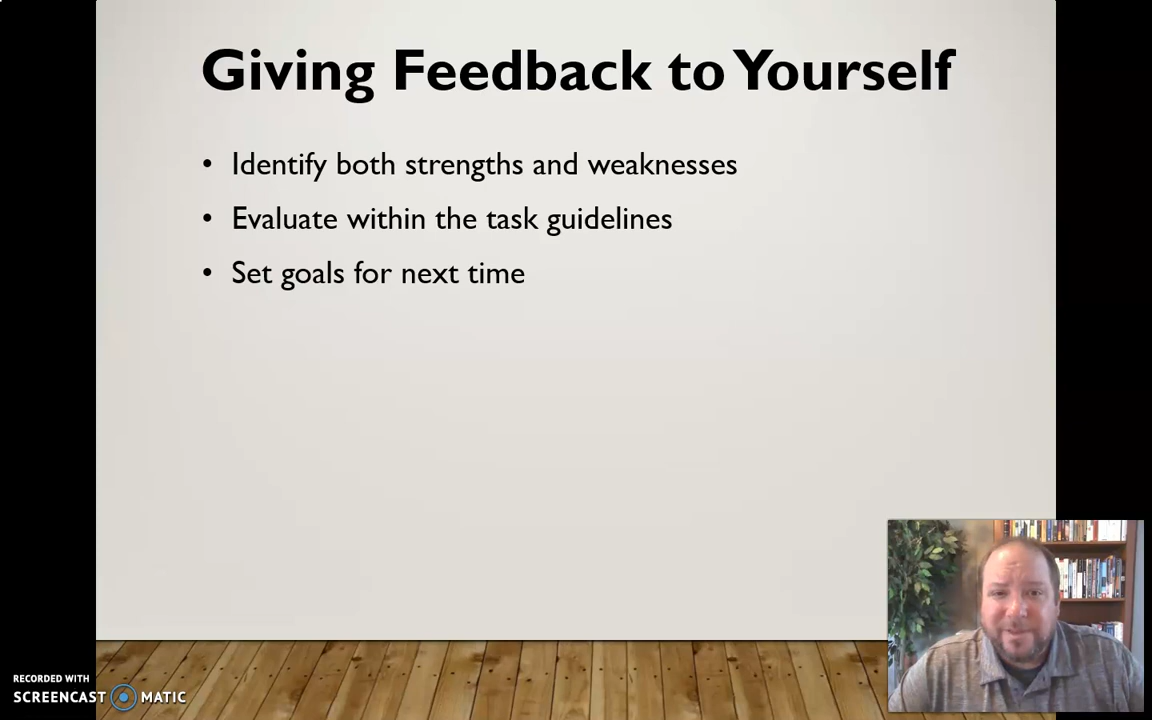 Giving Feedback to Yourself
• Identify both strengths and weaknesses
• Evaluate within the task guidelines
• Set goals for next time
RECORDED WITH
SCREENCAST MATIC